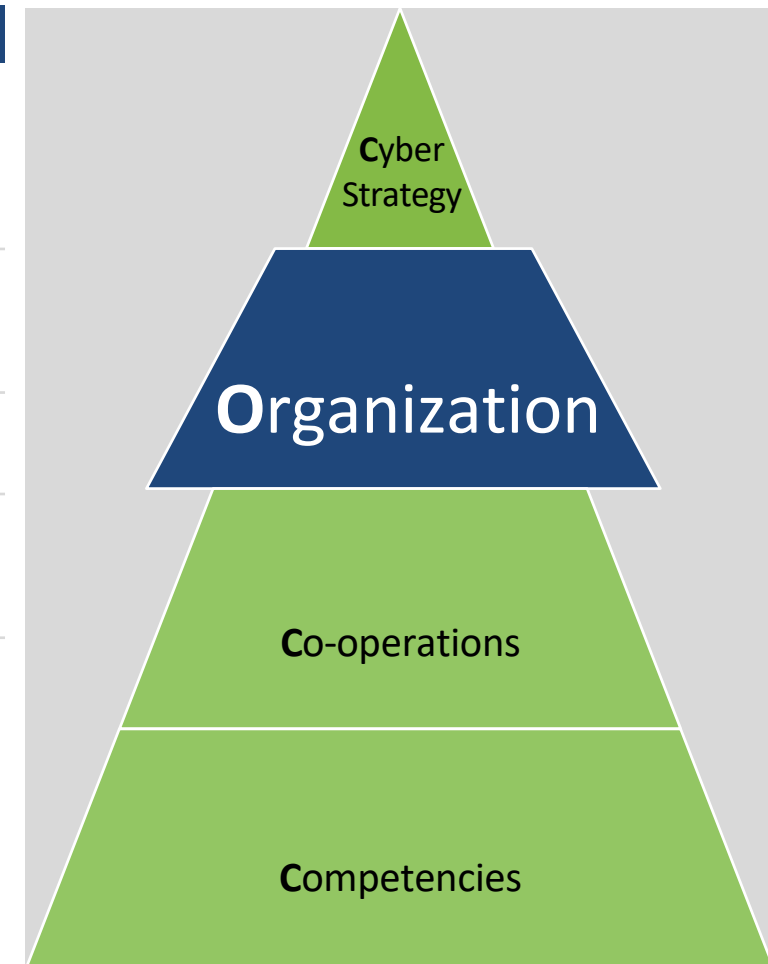 Cyber
Strategy
Organization
Co-operations
Competencies